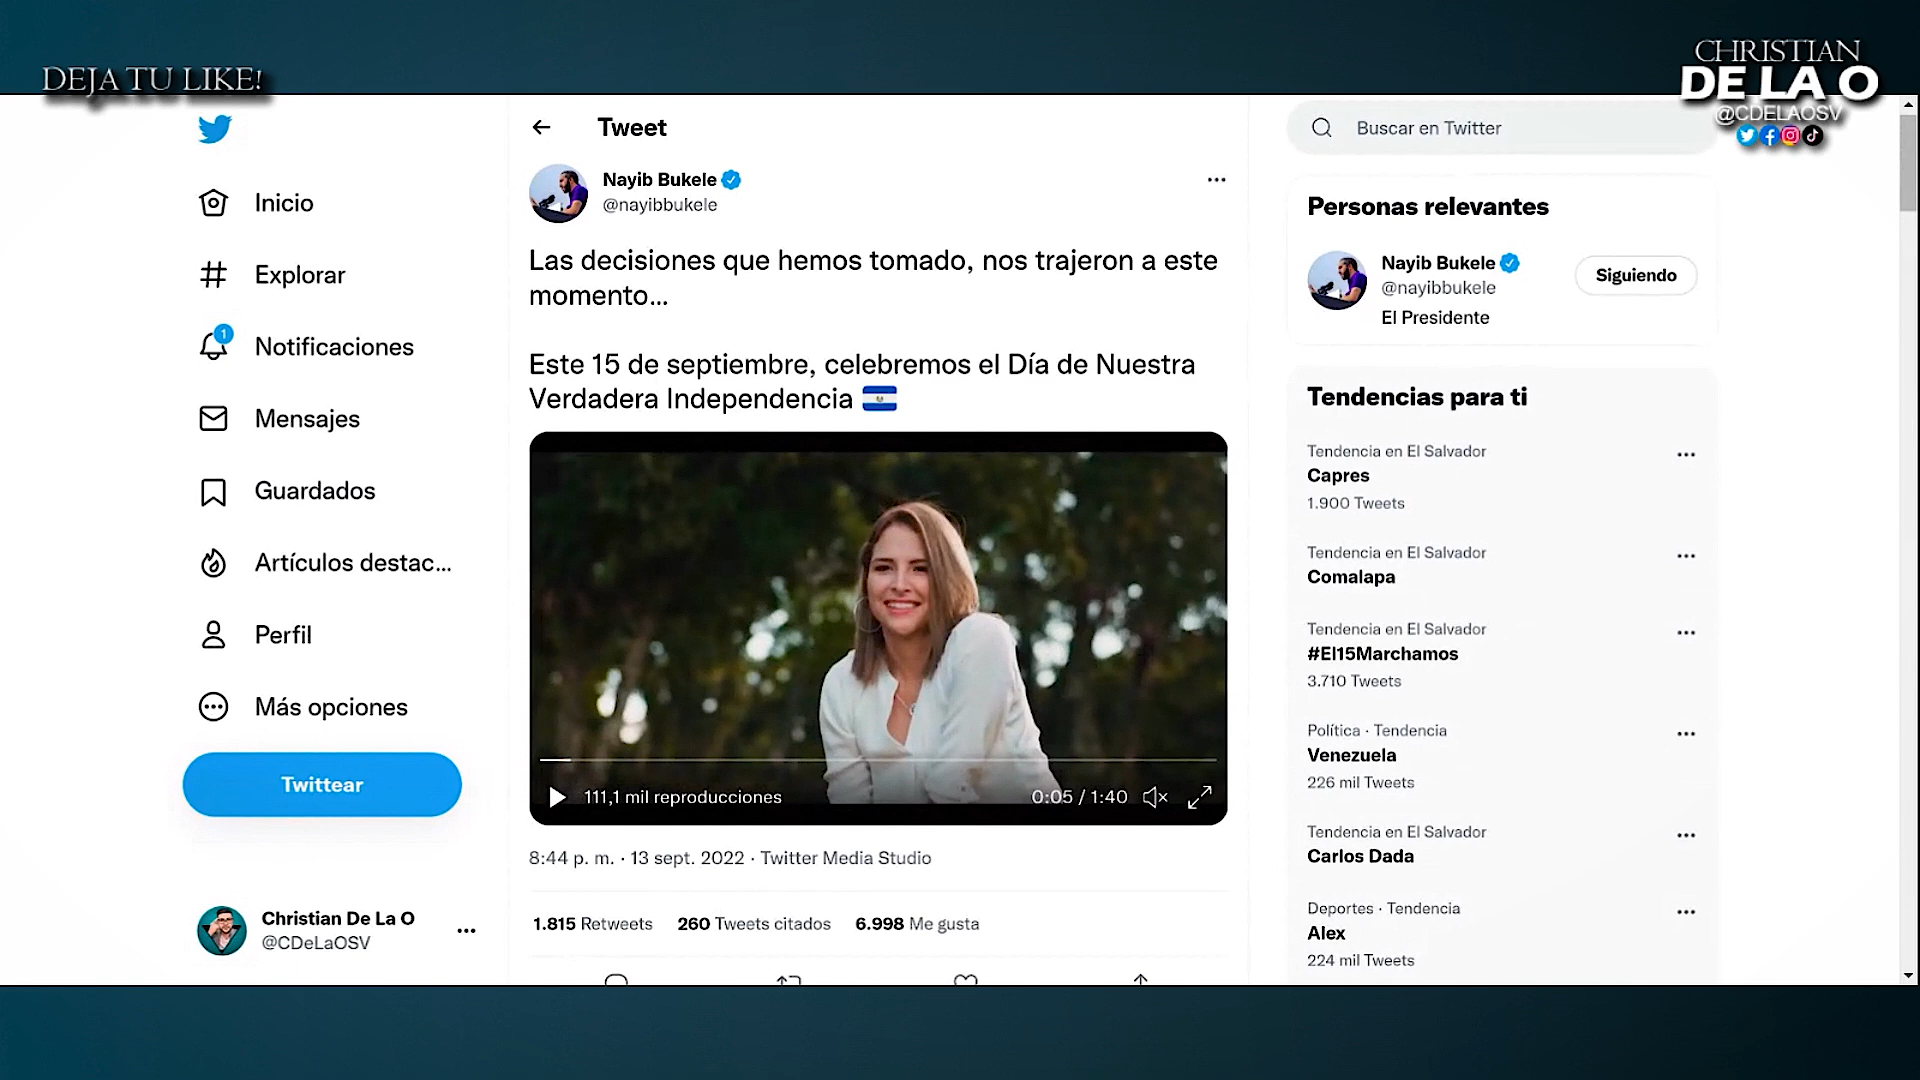 DEJA TU LIKE!
CHRISTIAN
DE LA O
@CDELAOSV
Inicio
Explorar
1
Notificaciones
Mensajes
Guardados
Artículos destac...
Perfil
Más opciones
Twittear
Christian De La O
@CDeLaOSV
Tweet
Nayib Bukele
@nayibbukele
Las decisiones que hemos tomado, nos trajeron a este
momento...
Este 15 de septiembre, celebremos el Día de Nuestra
Verdadera Independencia
111,1 mil reproducciones
0:05 / 1:40
8:44 p. m. · 13 sept. 2022 · Twitter Media Studio
1.815 Retweets 260 Tweets citados 6.998 Me gusta
Buscar en Twitter
Personas relevantes
Nayib Bukele
@nayibbukele
Siguiendo
El Presidente
Tendencias para ti
Tendencia en El Salvador
Capres
1.900 Tweets
Tendencia en El Salvador
Comalapa
Tendencia en El Salvador
#El15Marchamos
3.710 Tweets
Política · Tendencia
Venezuela
226 mil Tweets
Tendencia en El Salvador
Carlos Dada
Deportes · Tendencia
Alex
224 mil Tweets